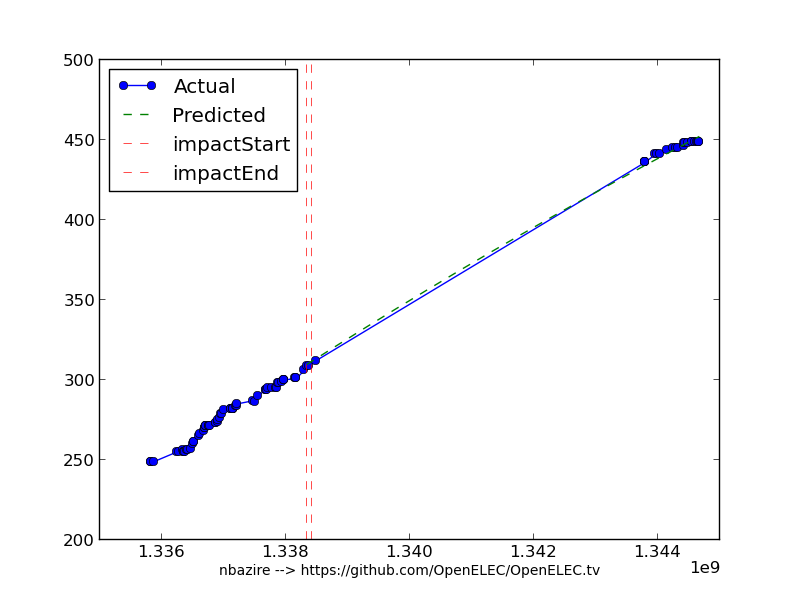 500
450
400
350
300
250
200
Actual
Predicted
impactStart
impactEnd
1.336
1.338
1.340
1.342
1.344
1e9
nbazire --> https://github.com/OpenELEC/OpenELEC.tv